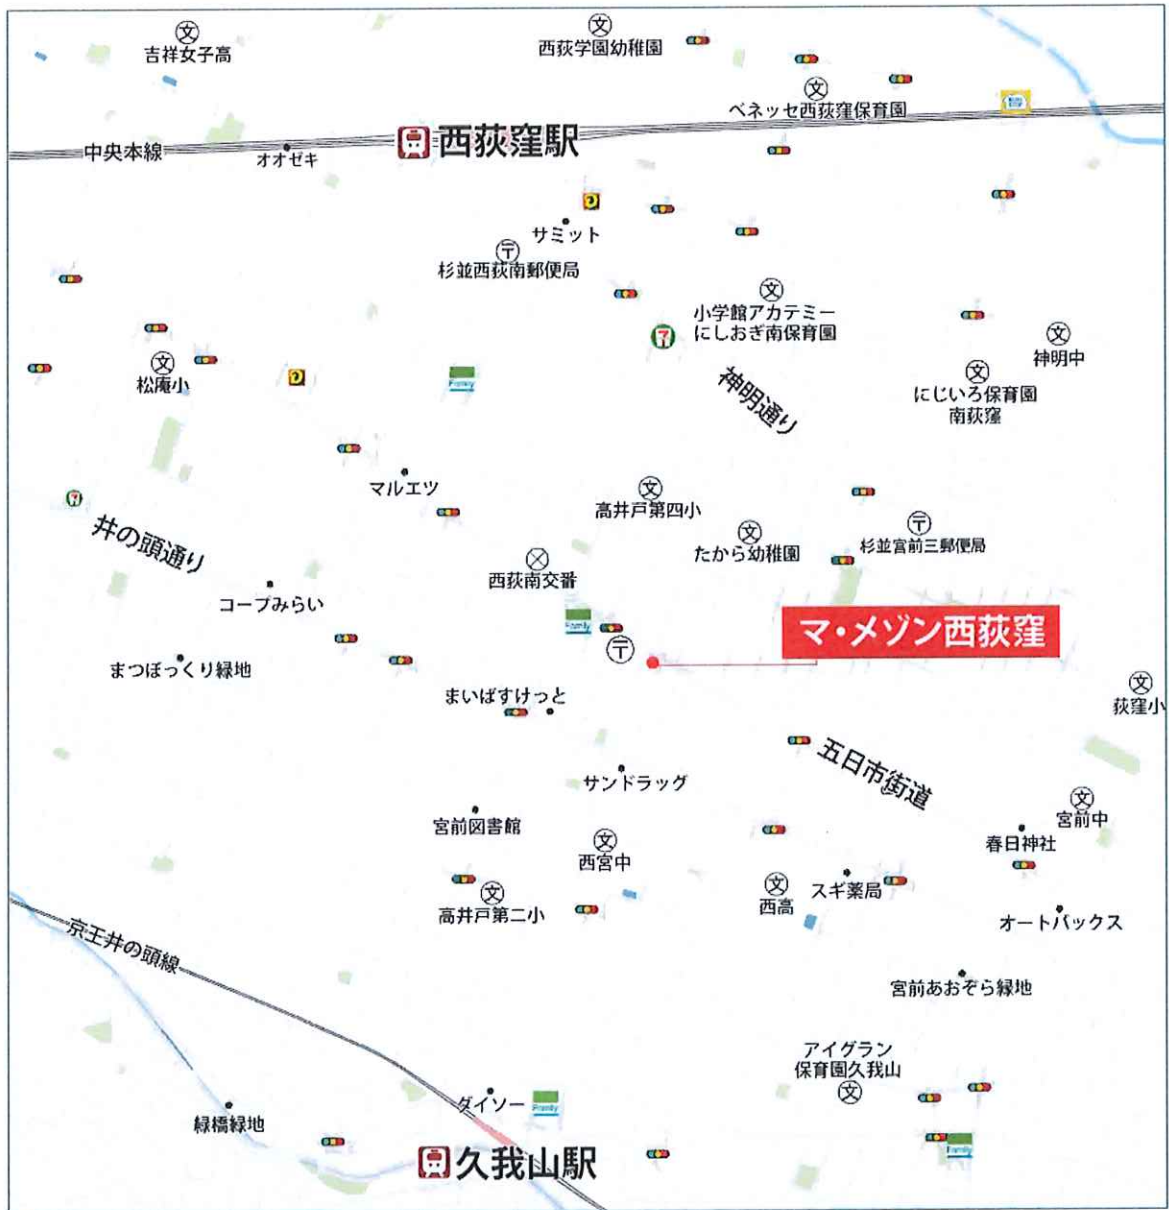 吉祥女子高
西荻学園幼稚園
ベネッセ西荻窪保育園
中央本線
オオゼキ
西荻窪駅
サミット
杉並西荻南郵便局
小学館アカデミー
にしおぎ南保育園
神明中
松庵小
Family
にじいろ保育園
南荻窪
神明通り
マルエツ
高井戸第四小
井の頭通り
たから幼稚園
杉並宮前三郵便局
西荻南交番
コープみらい
Family
マ・メゾン西荻窪
まつぼっくり緑地
まいばすけっと
荻窪小
サンドラッグ
五日市街道
宮前図書館
宮前中
春日神社
西宮中
スギ薬局
高井戸第二小
西高
オートバックス
京王井の頭線
宮前あおぞら緑地
アイグラン
保育園久我山
ダイソー
Family
緑橋緑地
Family
久我山駅